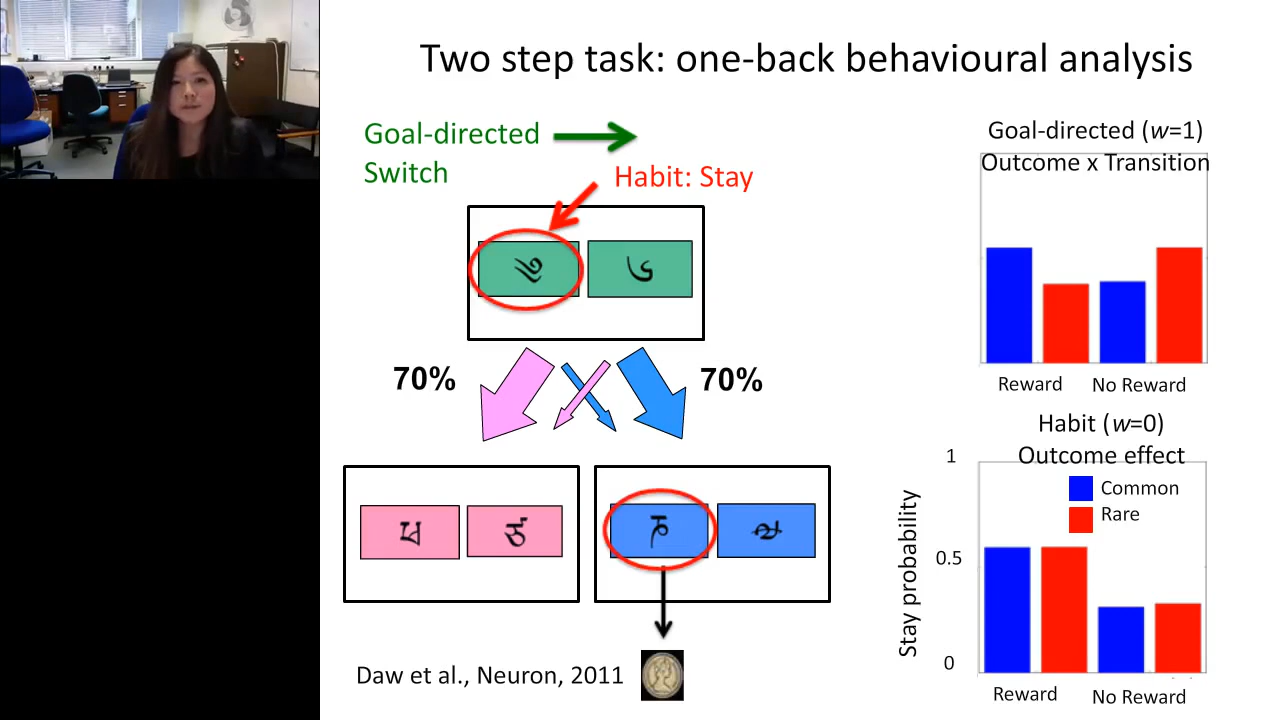 Two step task: one-back behavioural analysis
Goal-directed
Switch
Habit: Stay
70%
70%
Daw et al., Neuron, 2011
Goal-directed (w=1)
Outcome x Transition
Reward
No Reward
Habit (w=0)
Outcome effect
1
Common
Rare
0.5
0
Stay probability
Reward
No Reward